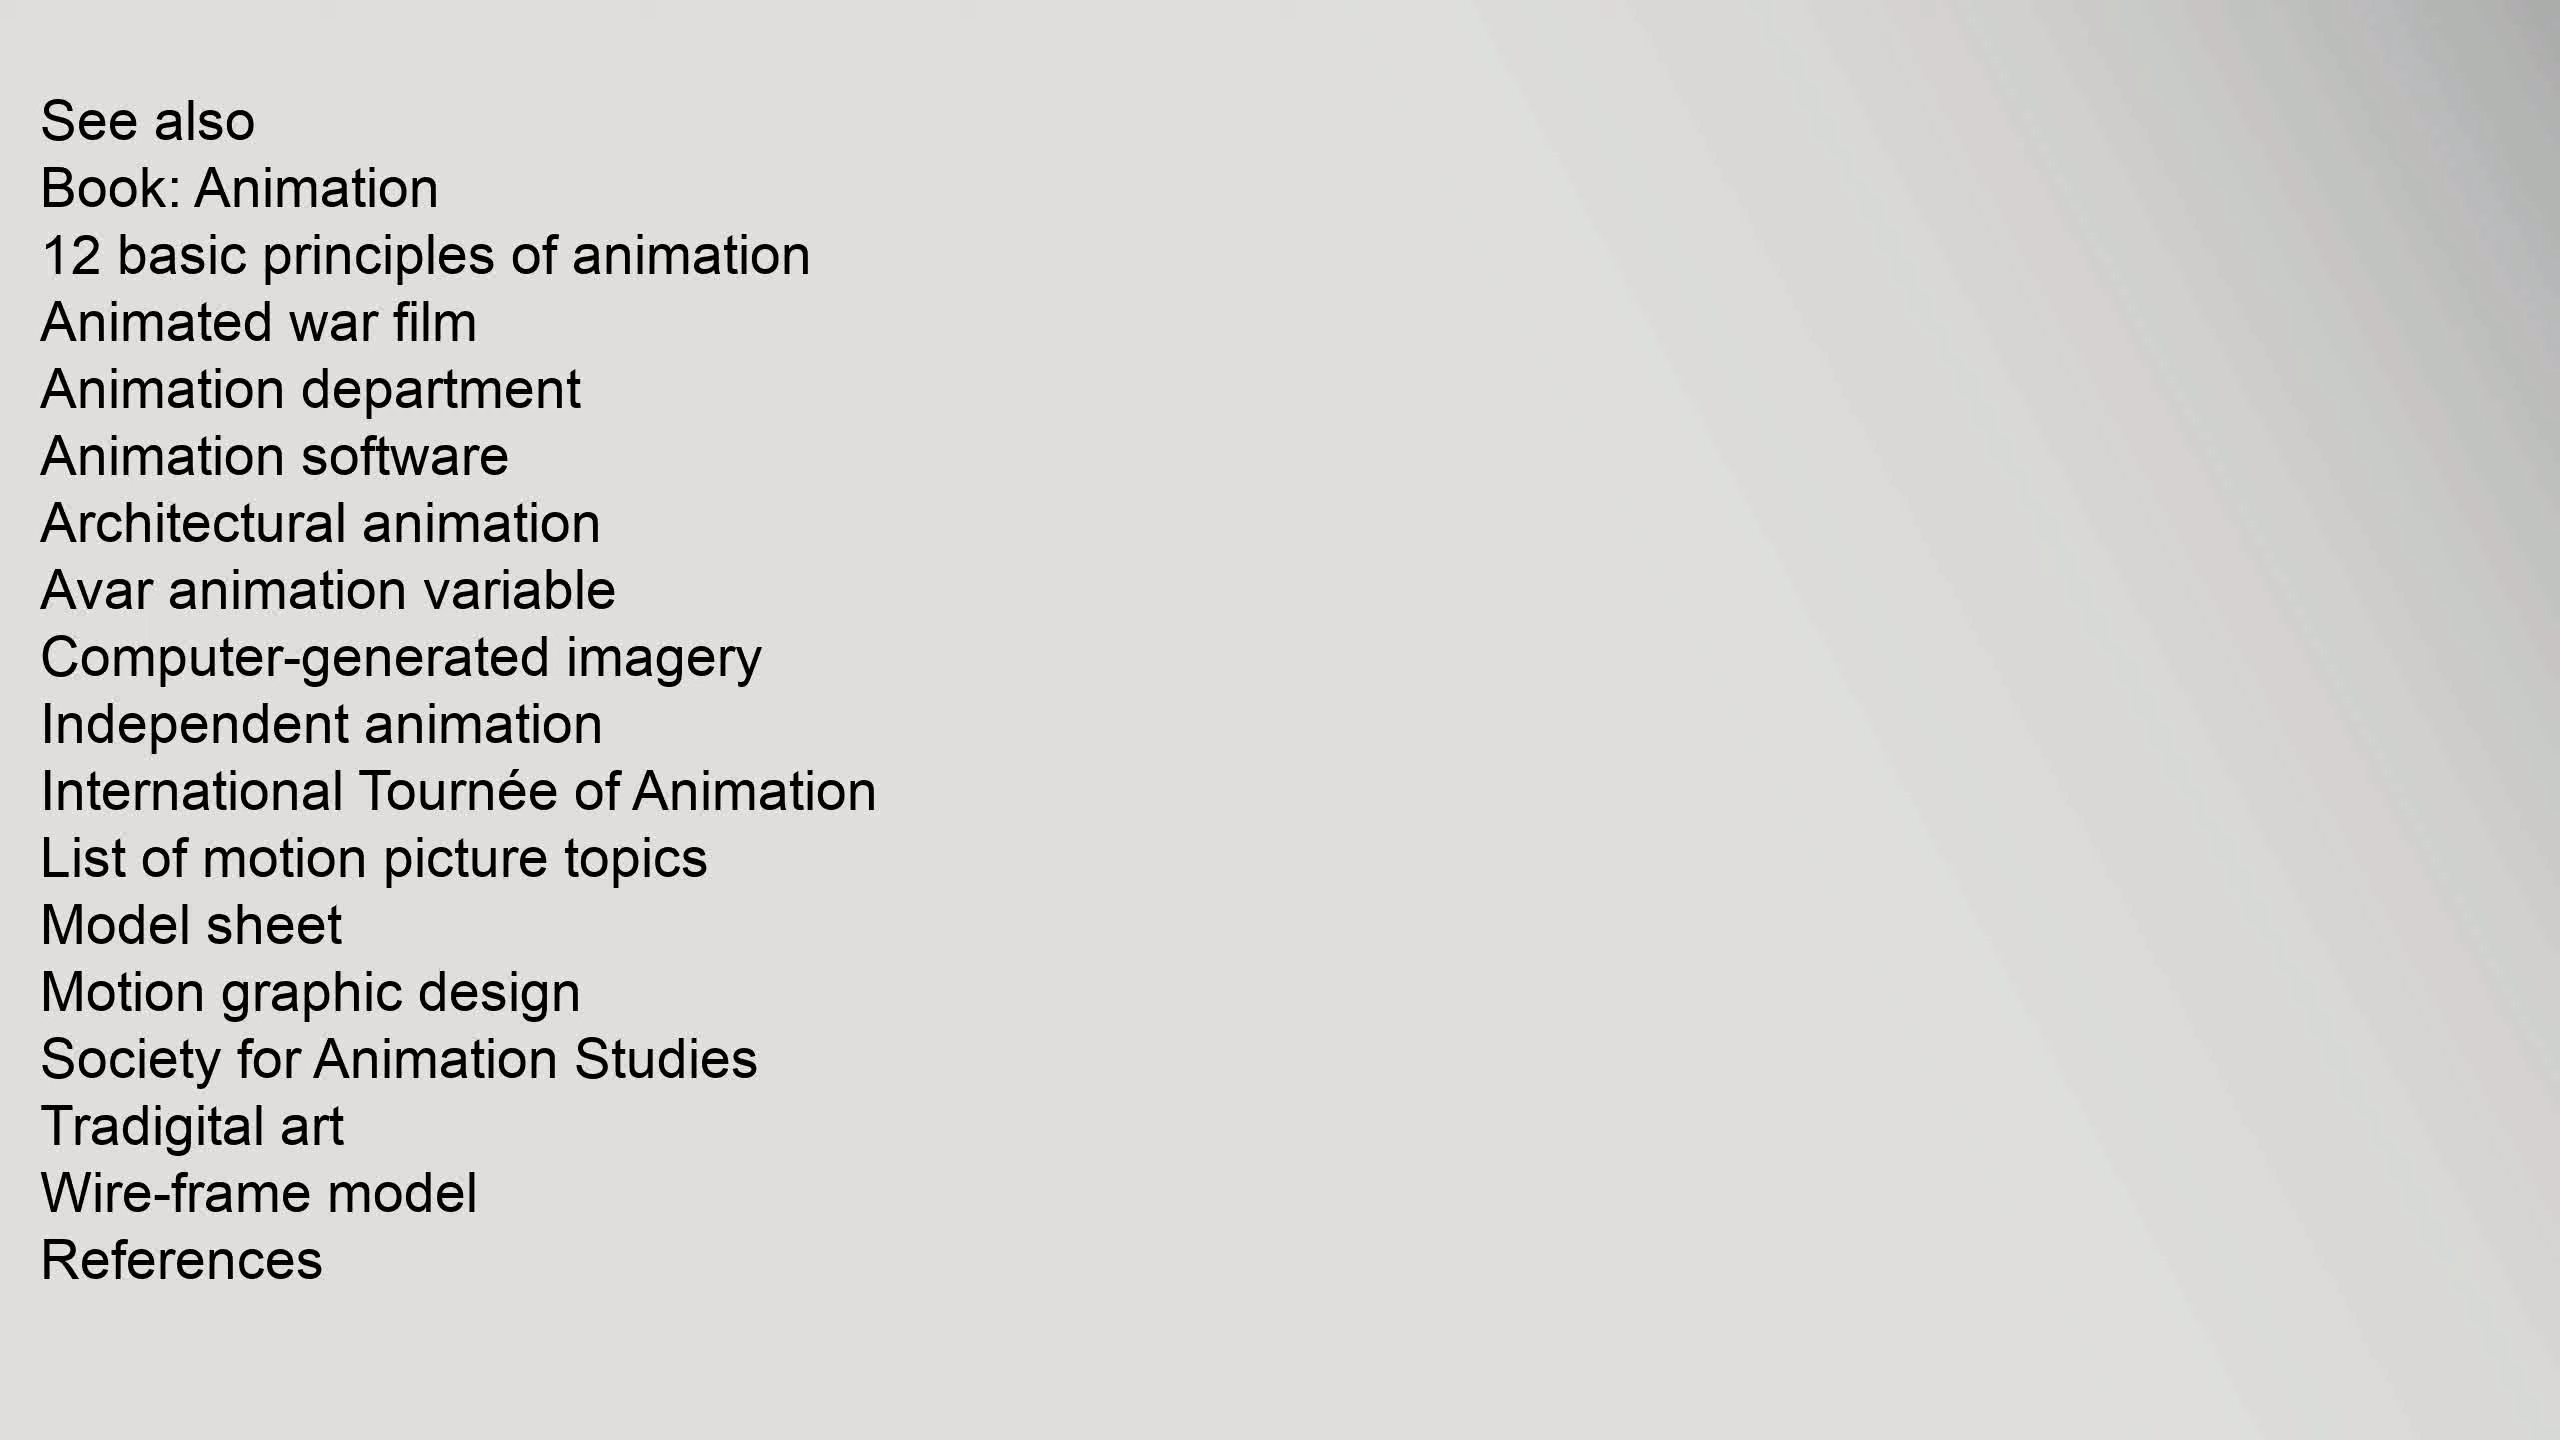 See also
Book: Animation
12 basic principles of animation
Animated war film
Animation department
Animation software
Architectural animation
Avar animation variable
Computer-generated imagery
Independent animation
International Tournée of Animation
List of motion picture topics
Model sheet
Motion graphic design
Society for Animation Studies
Tradigital art
Wire-frame model
References